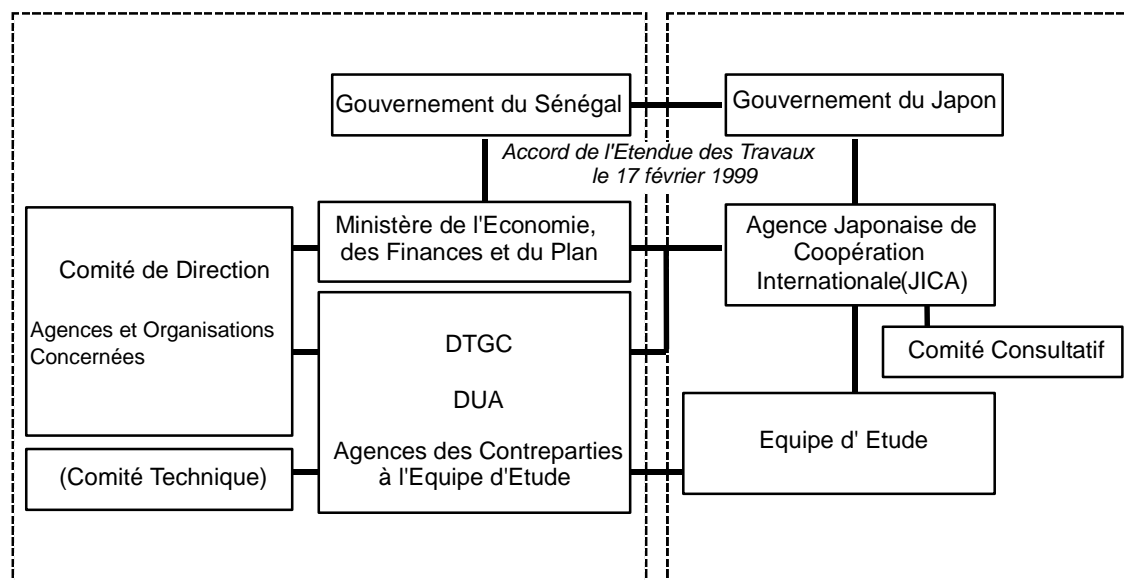 Gouvernement du Sénégal
Gouvernement du Japon
Accord de l'Etendue des Travaux
le 17 février 1999
Ministère de l'Economie,
des Finances et du Plan
Agence Japonaise de
Coopération
Internationale(JICA)
Comité de Direction
Agences et Organisations
Concernées
DTGC
DUA
Agences des Contreparties
à l'Equipe d'Etude
Comité Consultatif
Equipe d' Etude
(Comité Technique)